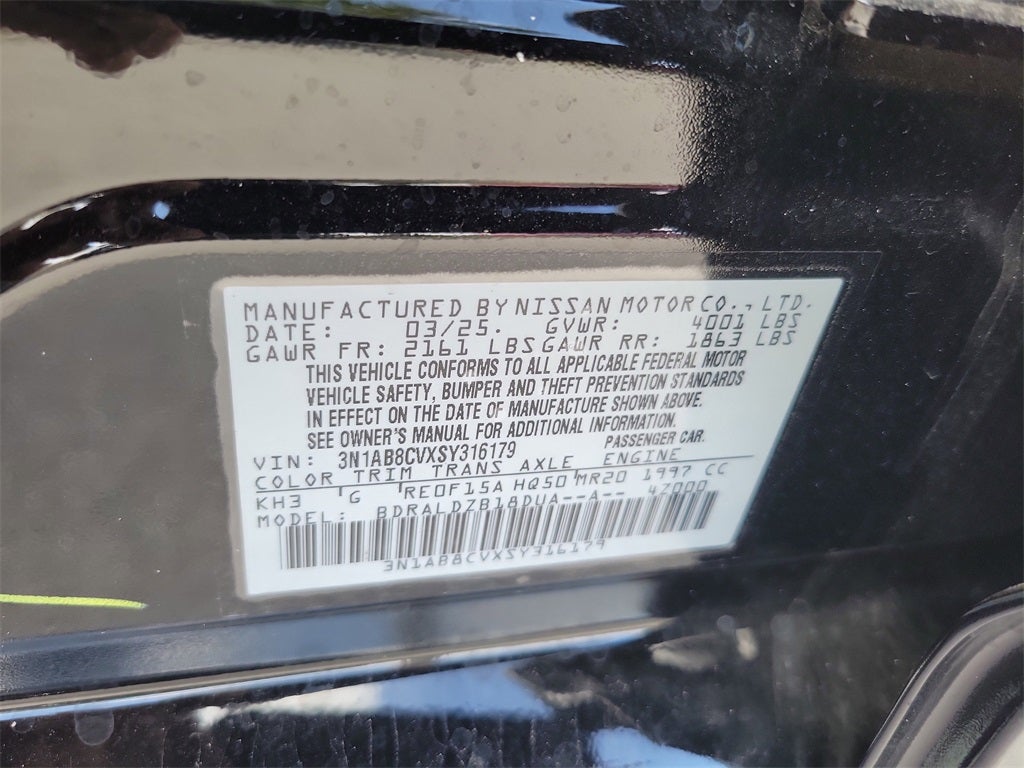 MANUFACTURED BY NISSAN MOTOR CO., LTD.
DATE: 03/25. GVWR: 4001 LBS
GAWR FR: 2161 LBS GAWR RR: 1863 LBS
THIS VEHICLE CONFORMS TO ALL APPLICABLE FEDERAL MOTOR
VEHICLE SAFETY, BUMPER AND THEFT PREVENTION STANDARDS
IN EFFECT ON THE DATE OF MANUFACTURE SHOWN ABOVE.
SEE OWNER'S MANUAL FOR ADDITIONAL INFORMATION.
VIN: 3N1AB8CVXSY316179 PASSENGER CAR.
COLOR TRIM TRANS AXLE ENGINE
KH3 G RE0F15A HQ50 MR20 1997 CC
MODEL: BDRALDZB18DUA--A-- 4Z000
3N1AB8CVXSY316179